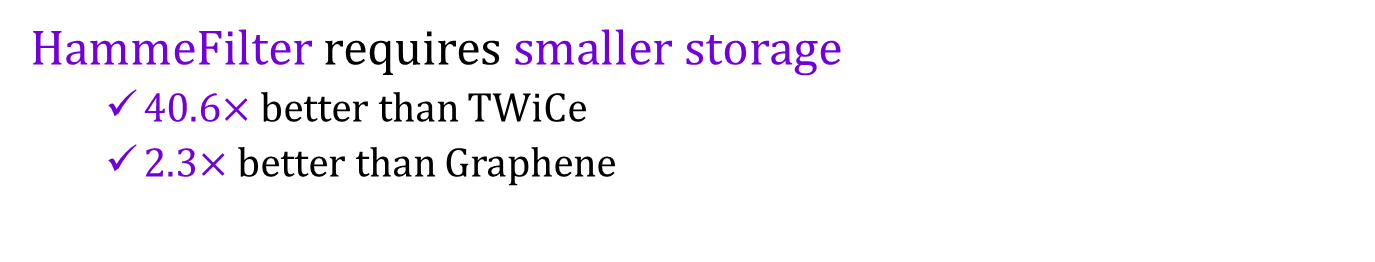 HammeFilter requires smaller storage
✓ 40.6× better than TWiCe
✓ 2.3× better than Graphene